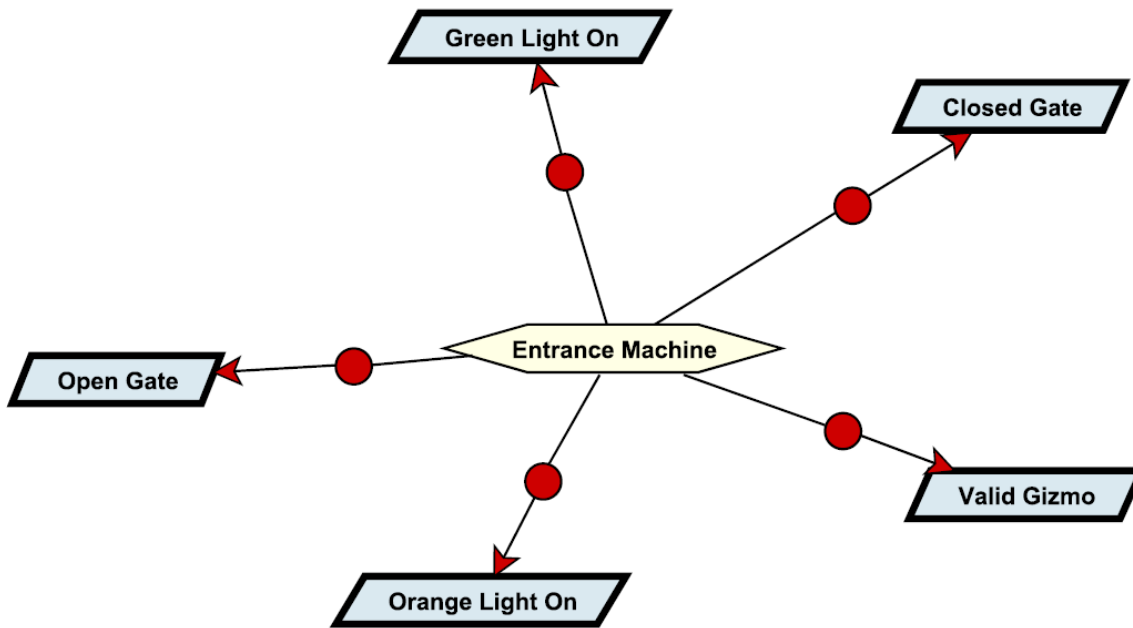 Green Light On
Closed Gate
Entrance Machine
Open Gate
Valid Gizmo
Orange Light On